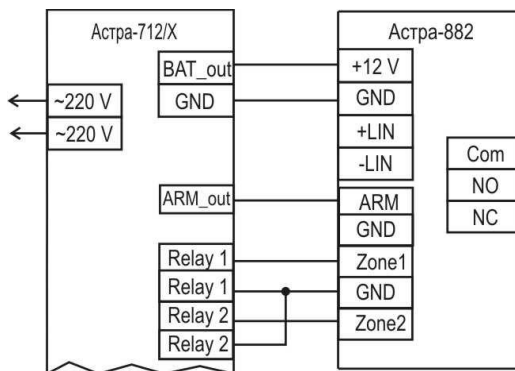 Астра-712/X
BAT_out
GND
~220 V
~220 V
ARM_out
Relay 1
Relay 1
Relay 2
Relay 2
Астра-882
+12 V
GND
+LIN
-LIN
ARM
GND
Zone1
GND
Zone2
Com
NO
NC